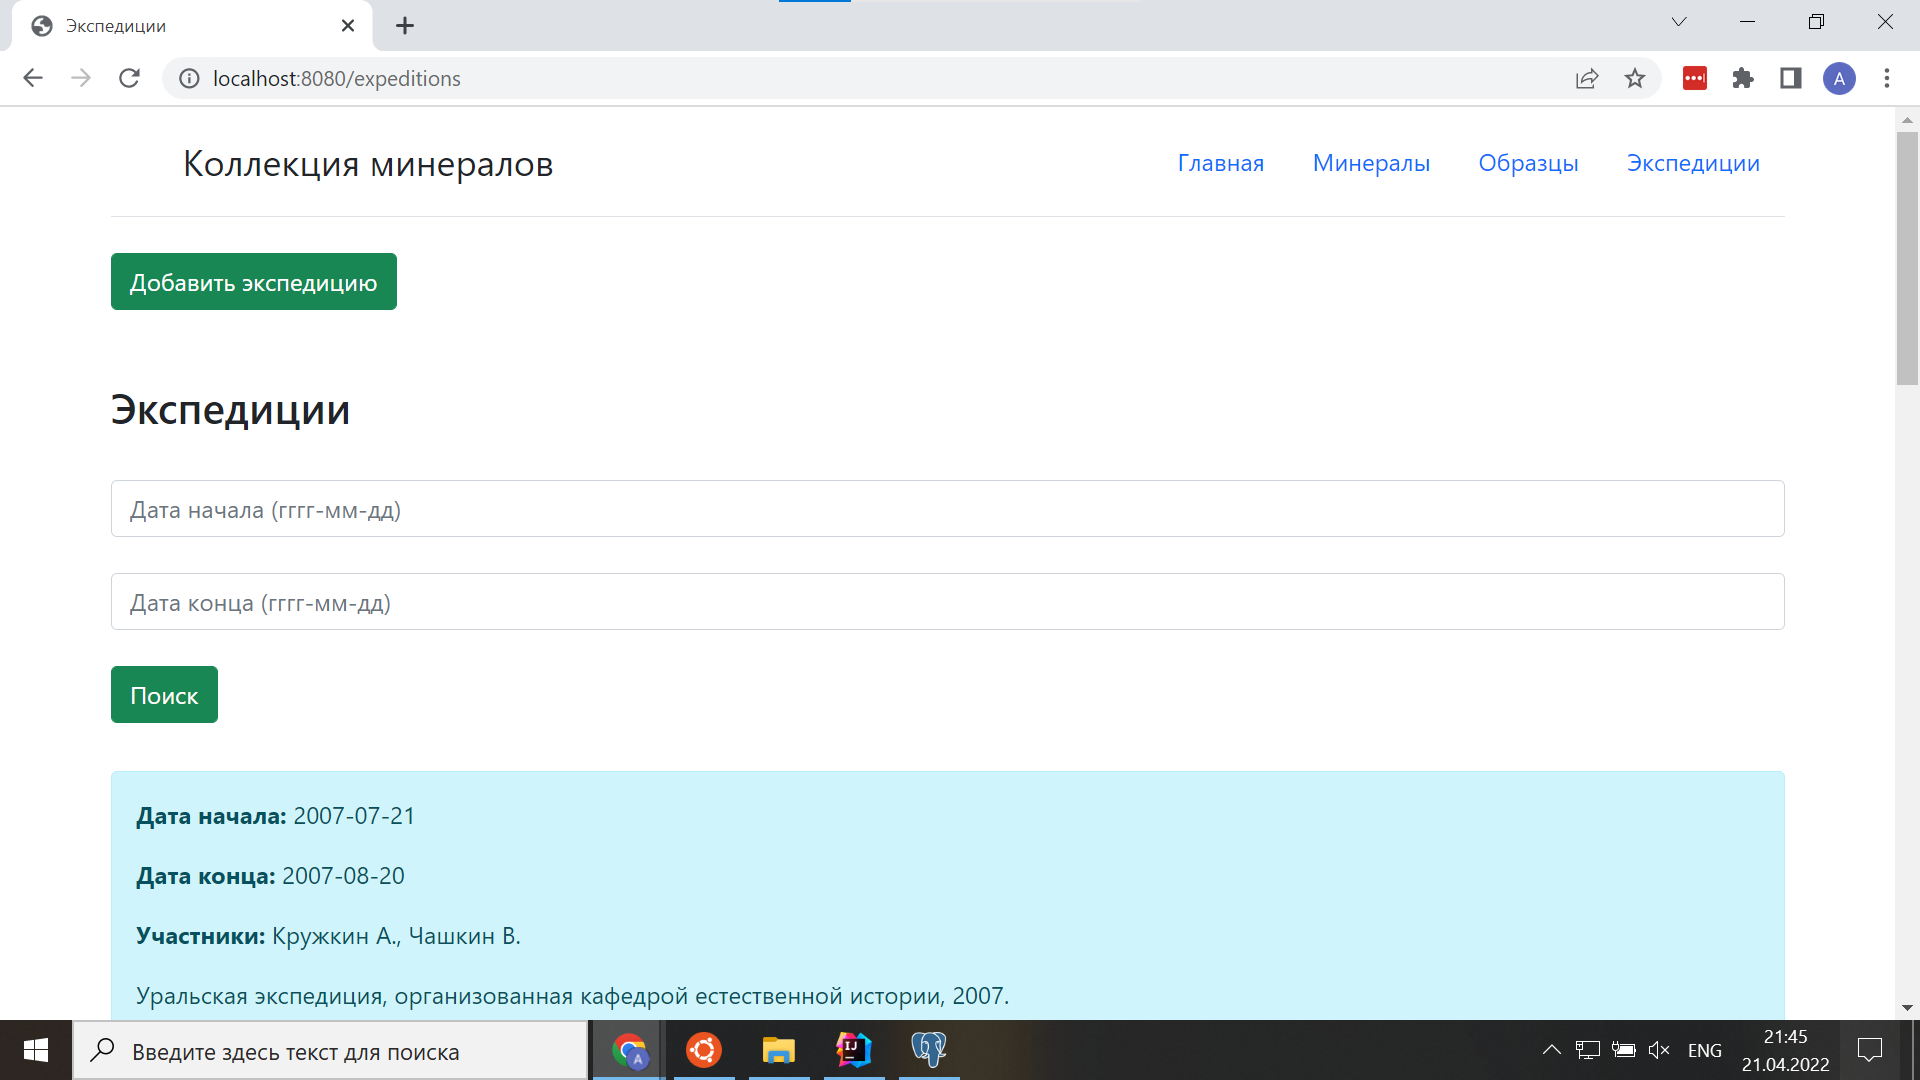 Экспедиции
localhost:8080/expeditions
A
Коллекция минералов
Главная Минералы Образцы Экспедиции
Добавить экспедицию
Экспедиции
Дата начала (гггг-мм-дд)
Дата конца (гггг-мм-дд)
Поиск
Дата начала: 2007-07-21
Дата конца: 2007-08-20
Участники: Кружкин А., Чашкин В.
Уральская экспедиция, организованная кафедрой естественной истории, 2007.
Введите здесь текст для поиска
A
IJ
ENG
21:45
21.04.2022